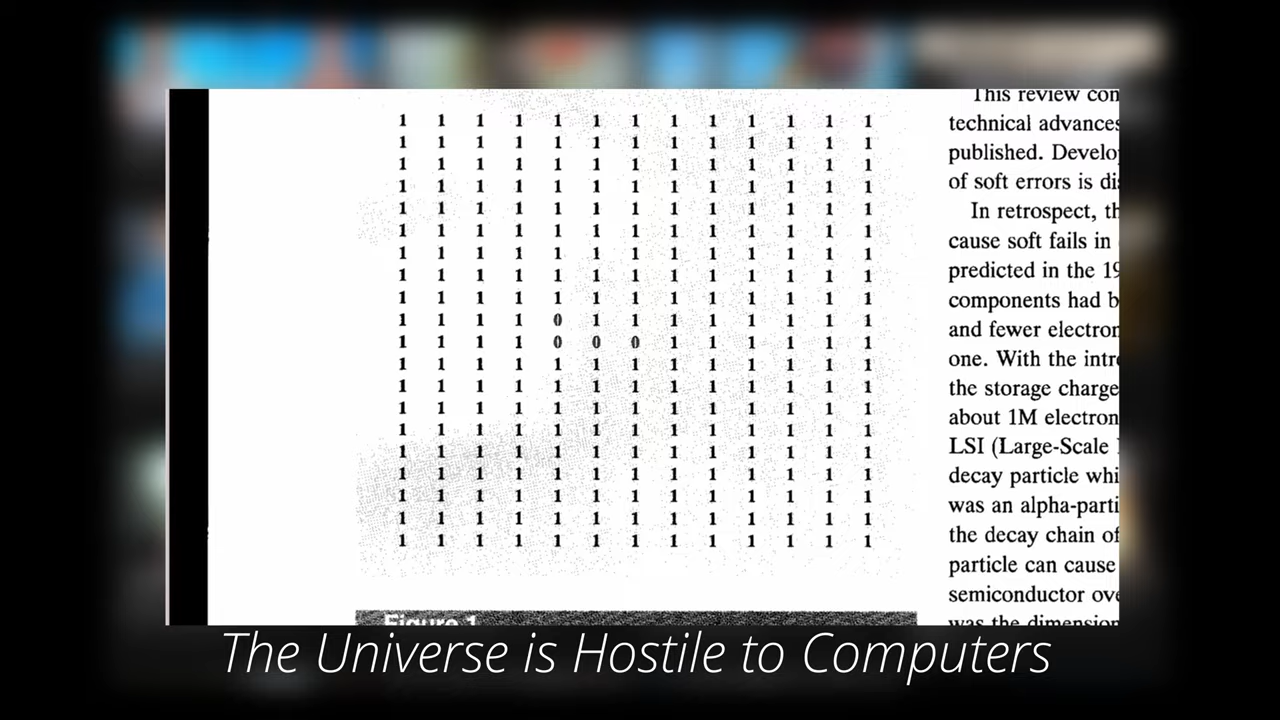 1 1 1 1 1 1 1 1 1 1 1 1 1
1 1 1 1 1 1 1 1 1 1 1 1 1
1 1 1 1 1 1 1 1 1 1 1 1 1
1 1 1 1 1 1 1 1 1 1 1 1 1
1 1 1 1 1 1 1 1 1 1 1 1 1
1 1 1 1 1 1 1 1 1 1 1 1 1
1 1 1 1 1 1 1 1 1 1 1 1 1
1 1 1 1 1 1 1 1 1 1 1 1 1
1 1 1 1 1 1 1 1 1 1 1 1 1
1 1 1 1 0 1 1 1 1 1 1 1 1
1 1 1 1 0 0 0 1 1 1 1 1 1
1 1 1 1 1 1 1 1 1 1 1 1 1
1 1 1 1 1 1 1 1 1 1 1 1 1
1 1 1 1 1 1 1 1 1 1 1 1 1
1 1 1 1 1 1 1 1 1 1 1 1 1
1 1 1 1 1 1 1 1 1 1 1 1 1
1 1 1 1 1 1 1 1 1 1 1 1 1
1 1 1 1 1 1 1 1 1 1 1 1 1
1 1 1 1 1 1 1 1 1 1 1 1 1
1 1 1 1 1 1 1 1 1 1 1 1 1
Figure 1
This review con
technical advances
published. Develo
of soft errors is di
In retrospect, th
cause soft fails in
predicted in the 19
components had b
and fewer electron
one. With the intr
the storage charge
about 1M electron
LSI (Large-Scale
decay particle whi
was an alpha-parti
the decay chain of
particle can cause
semiconductor ove
was the dimension
The Universe is Hostile to Computers